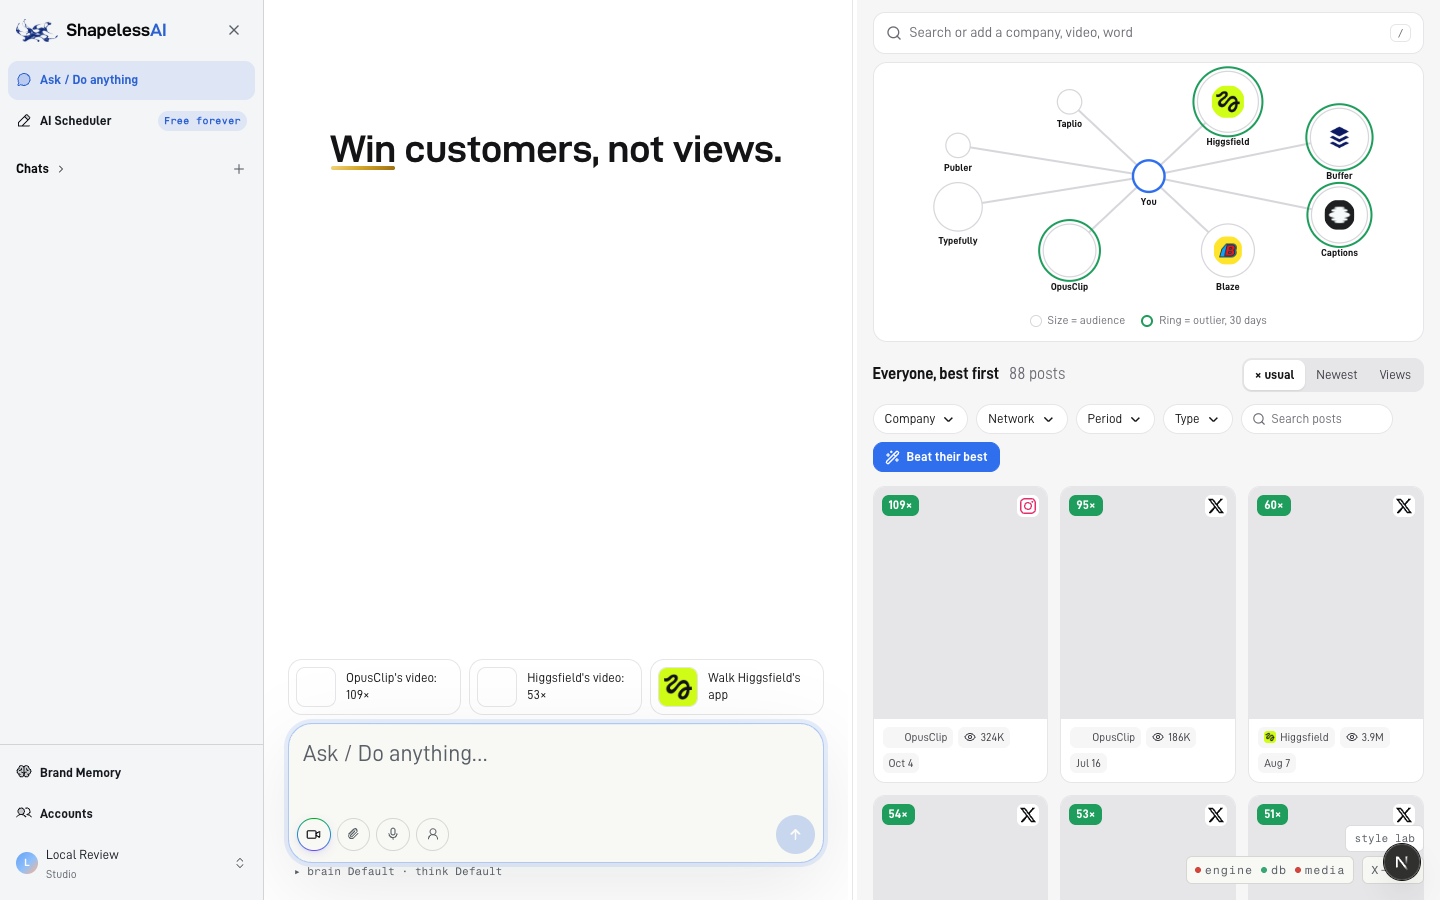 ShapelessAI
Ask / Do anything
AI Scheduler
Free forever
Chats
Brand Memory
Accounts
L
Local Review
Studio
Win customers, not views.
OpusClip's video:
109×
Higgsfield's video:
53×
Walk Higgsfield's
app
Ask / Do anything...
▸ brain Default · think Default
Search or add a company, video, word
/
Taplio
Higgsfield
Publer
Buffer
You
Typefully
Captions
OpusClip
Blaze
Size = audience
Ring = outlier, 30 days
Everyone, best first 88 posts
× usual
Newest
Views
Company
Network
Period
Type
Search posts
Beat their best
109×
95×
60×
OpusClip 324K
Oct 4
OpusClip 186K
Jul 16
Higgsfield 3.9M
Aug 7
54×
53×
51×
style lab
engine db media
X-
N